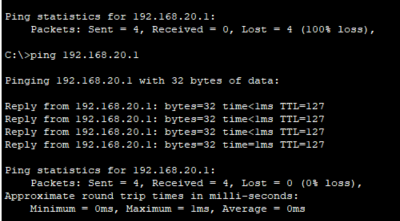 Ping statistics for 192.168.20.1:
    Packets: Sent = 4, Received = 0, Lost = 4 (100% loss),

C:\>ping 192.168.20.1

Pinging 192.168.20.1 with 32 bytes of data:

Reply from 192.168.20.1: bytes=32 time<1ms TTL=127
Reply from 192.168.20.1: bytes=32 time<1ms TTL=127
Reply from 192.168.20.1: bytes=32 time<1ms TTL=127
Reply from 192.168.20.1: bytes=32 time=1ms TTL=127

Ping statistics for 192.168.20.1:
    Packets: Sent = 4, Received = 4, Lost = 0 (0% loss),
Approximate round trip times in milli-seconds:
    Minimum = 0ms, Maximum = 1ms, Average = 0ms